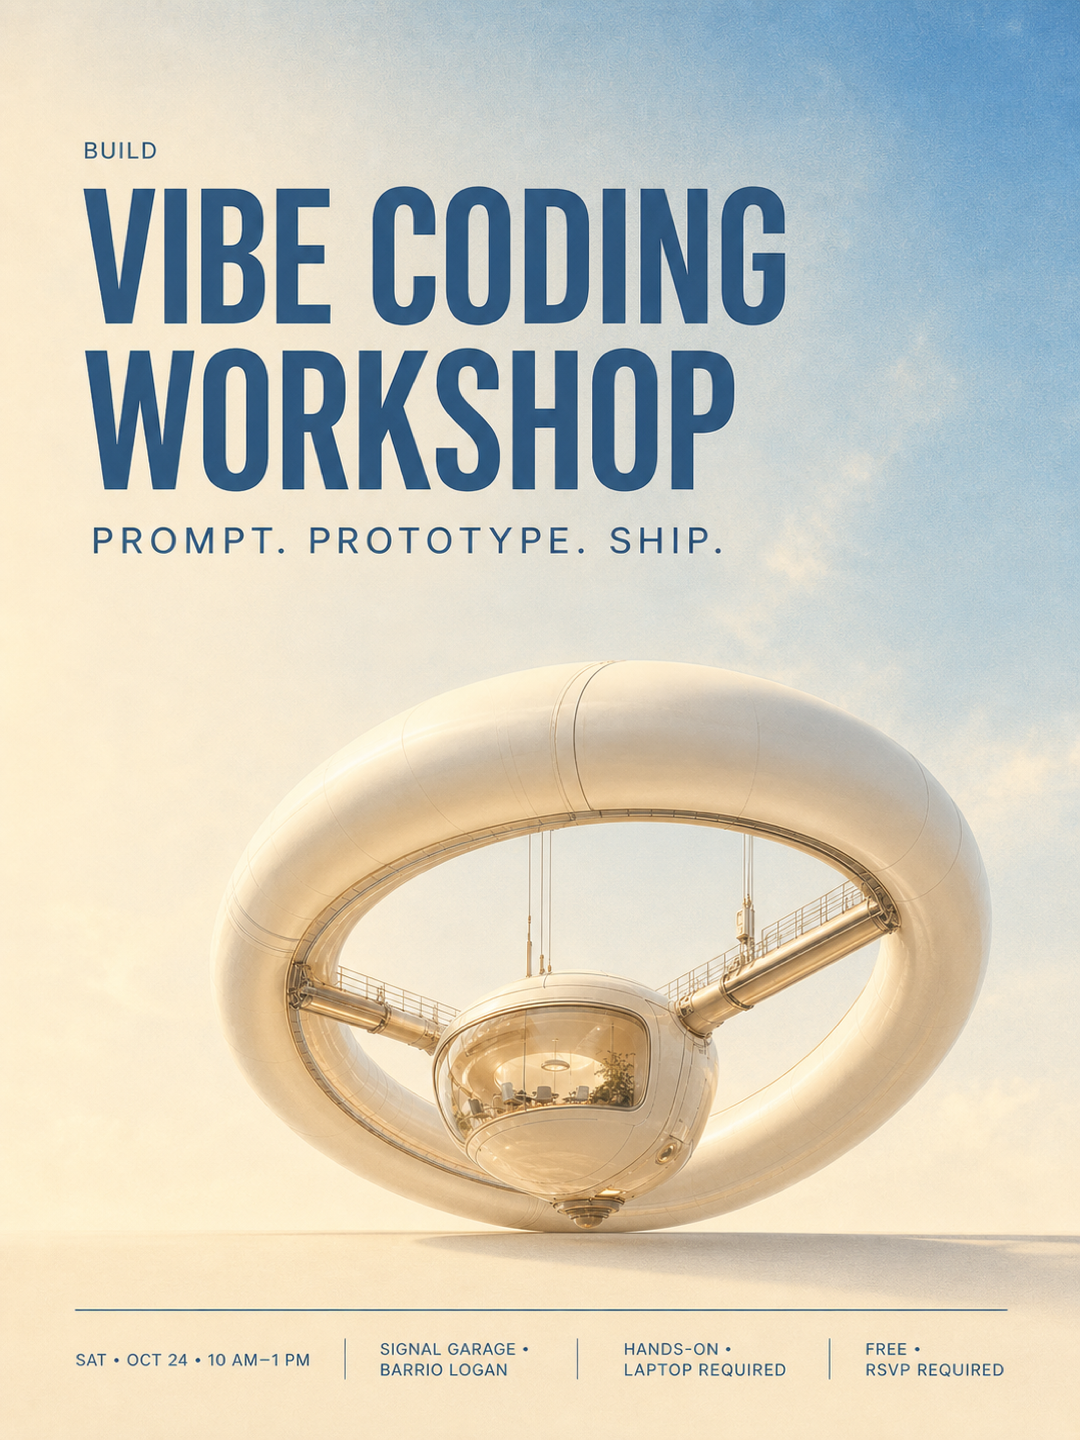 BUILD
VIBE CODING
WORKSHOP
PROMPT. PROTOTYPE. SHIP.
SAT • OCT 24 • 10 AM–1 PM
SIGNAL GARAGE •
BARRIO LOGAN
HANDS-ON •
LAPTOP REQUIRED
FREE •
RSVP REQUIRED